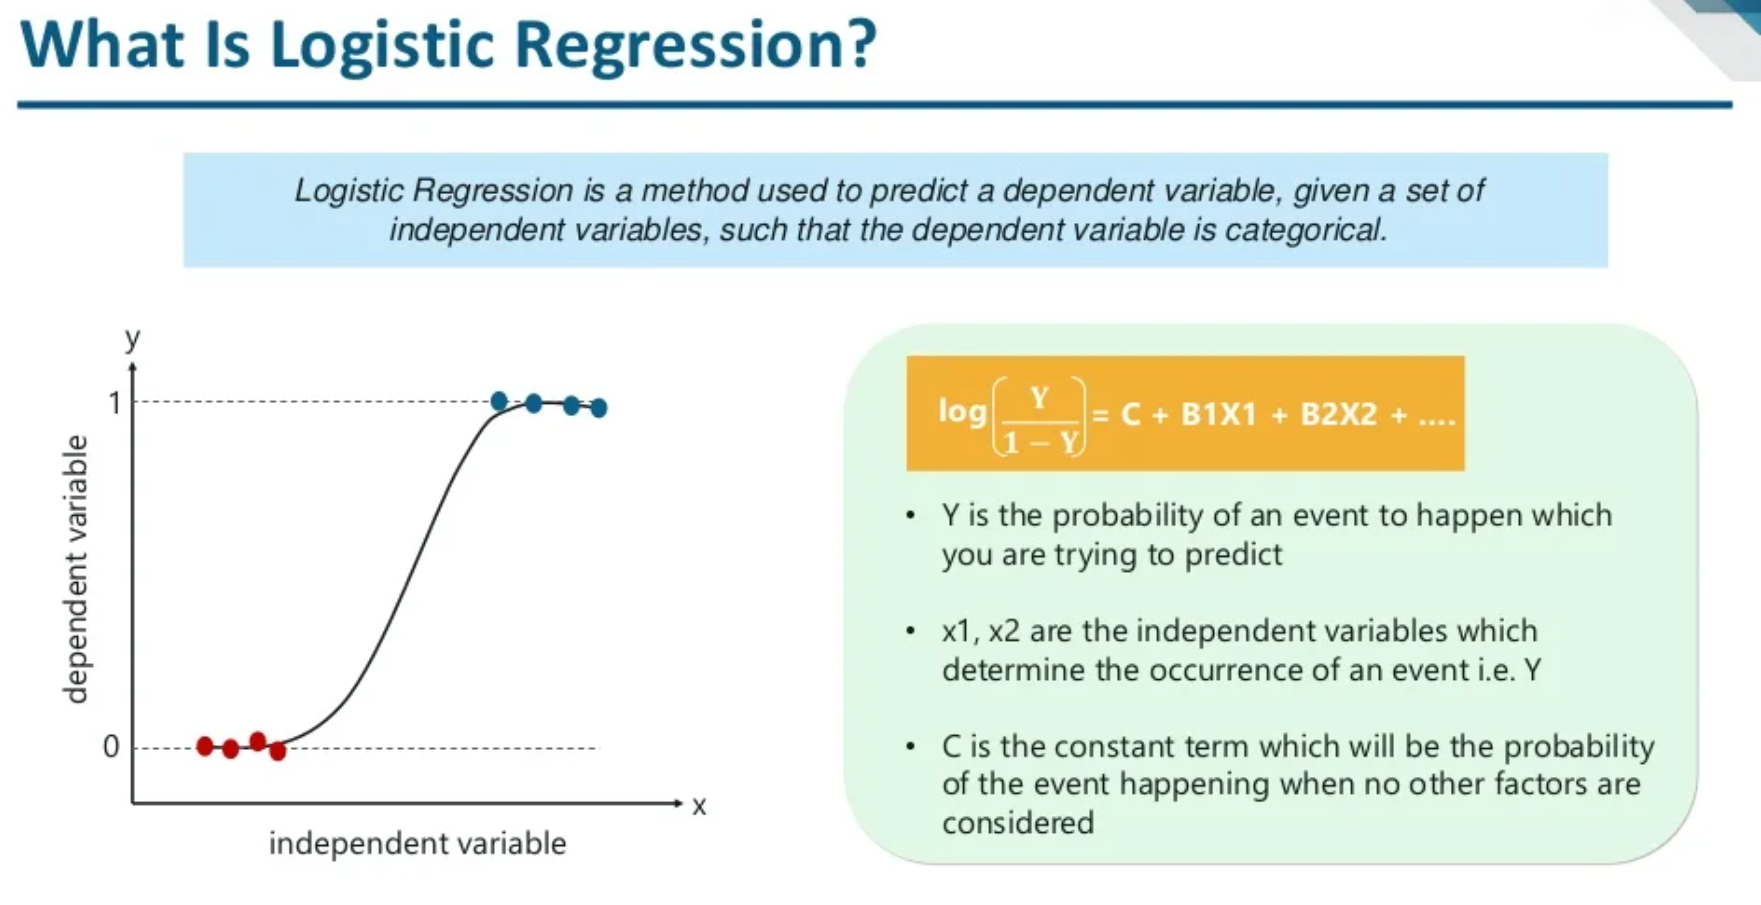 What Is Logistic Regression?
Logistic Regression is a method used to predict a dependent variable, given a set of
independent variables, such that the dependent variable is categorical.
y
1
dependent variable
0
x
independent variable
log(Y / 1 − Y) = C + B1X1 + B2X2 + ....
• Y is the probability of an event to happen which
you are trying to predict
• x1, x2 are the independent variables which
determine the occurrence of an event i.e. Y
• C is the constant term which will be the probability
of the event happening when no other factors are
considered